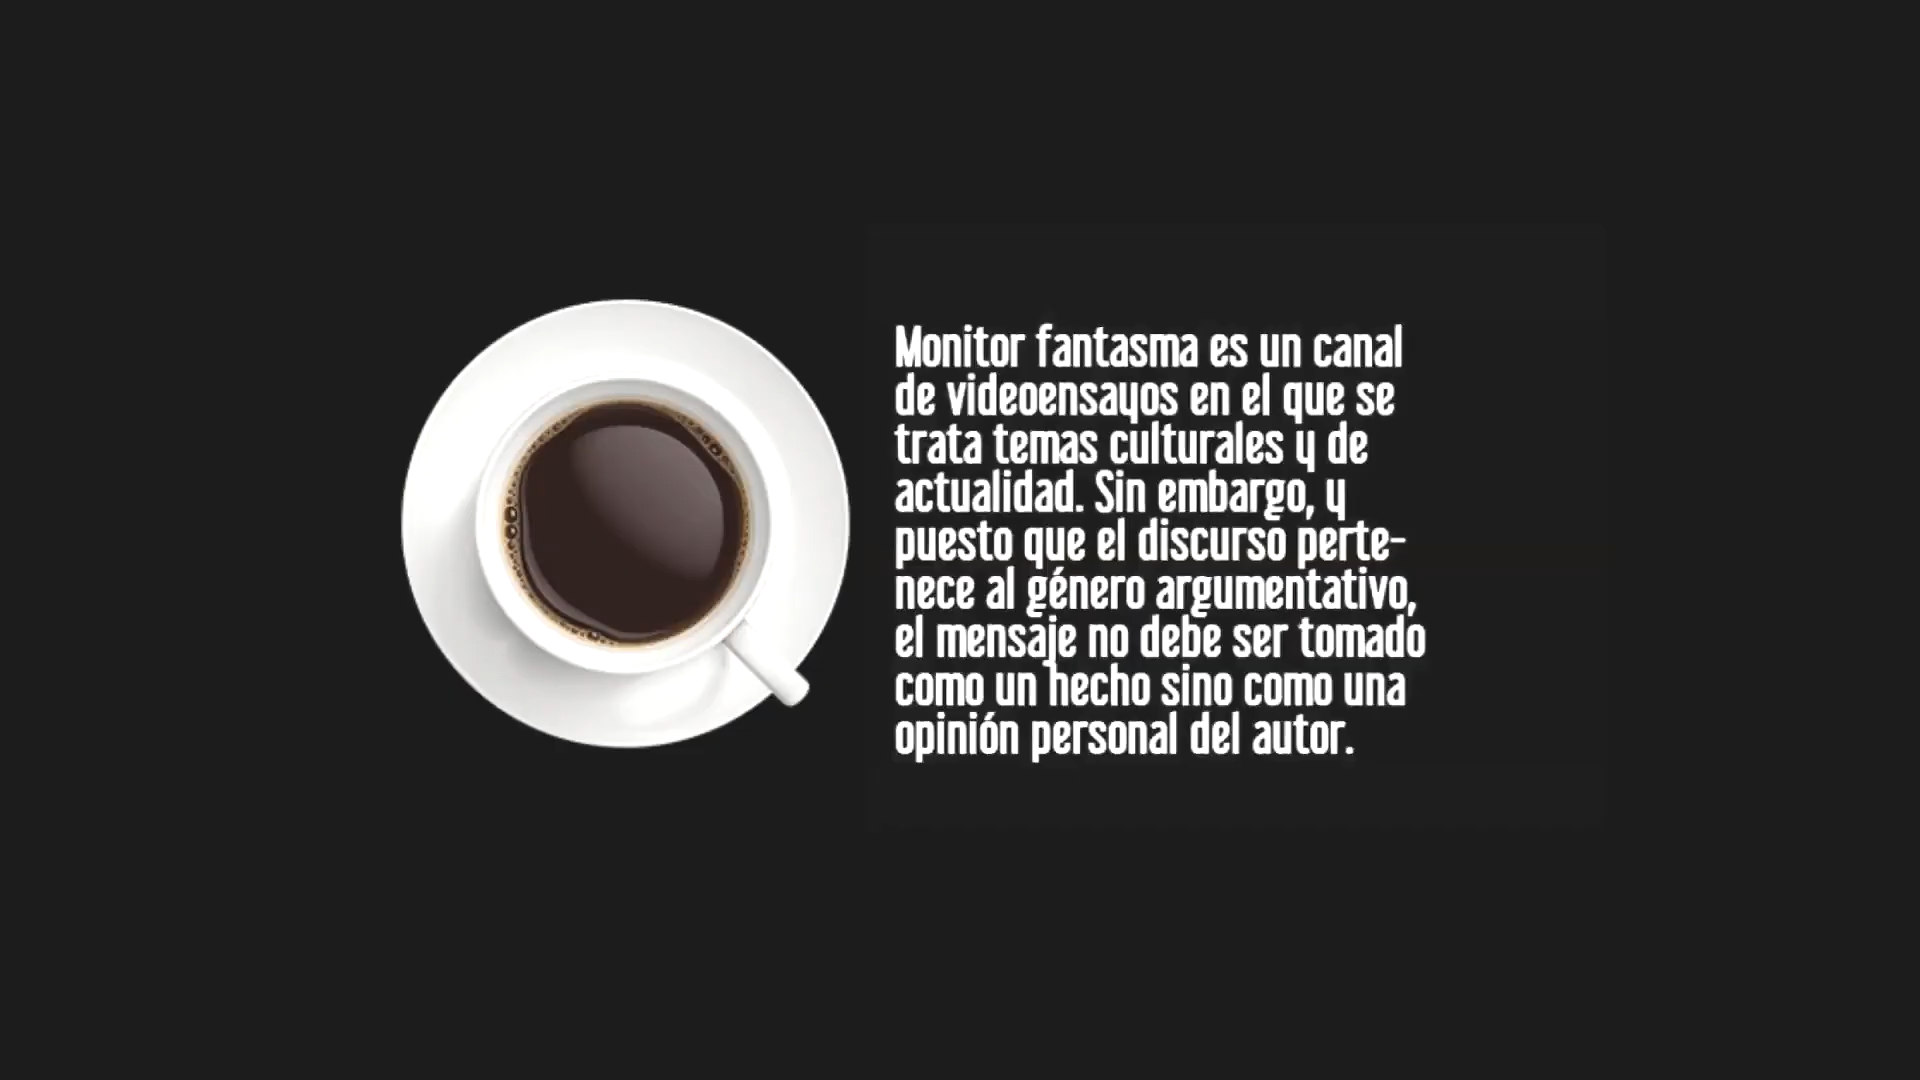 Monitor fantasma es un canal
de videoensayos en el que se
trata temas culturales y de
actualidad. Sin embargo, y
puesto que el discurso perte-
nece al género argumentativo,
el mensaje no debe ser tomado
como un hecho sino como una
opinión personal del autor.